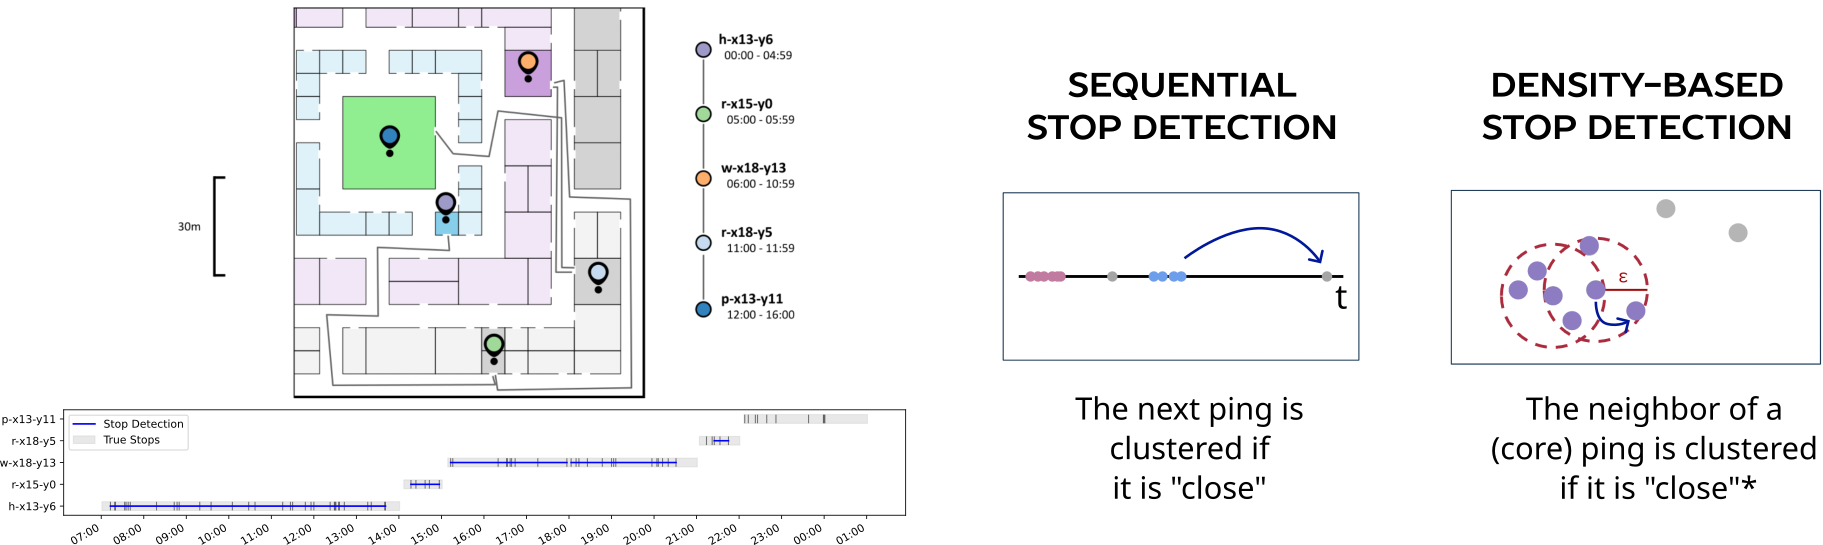 h-x13-y6
00:00 - 04:59
r-x15-y0
05:00 - 05:59
w-x18-y13
06:00 - 10:59
r-x18-y5
11:00 - 11:59
p-x13-y11
12:00 - 16:00
30m
p-x13-y11
r-x18-y5
w-x18-y13
r-x15-y0
h-x13-y6
Stop Detection
True Stops
07:00 08:00 09:00 10:00 11:00 12:00 13:00 14:00 15:00 16:00 17:00 18:00 19:00 20:00 21:00 22:00 23:00 00:00 01:00
SEQUENTIAL
STOP DETECTION
t
The next ping is
clustered if
it is "close"
DENSITY-BASED
STOP DETECTION
ε
The neighbor of a
(core) ping is clustered
if it is "close"*